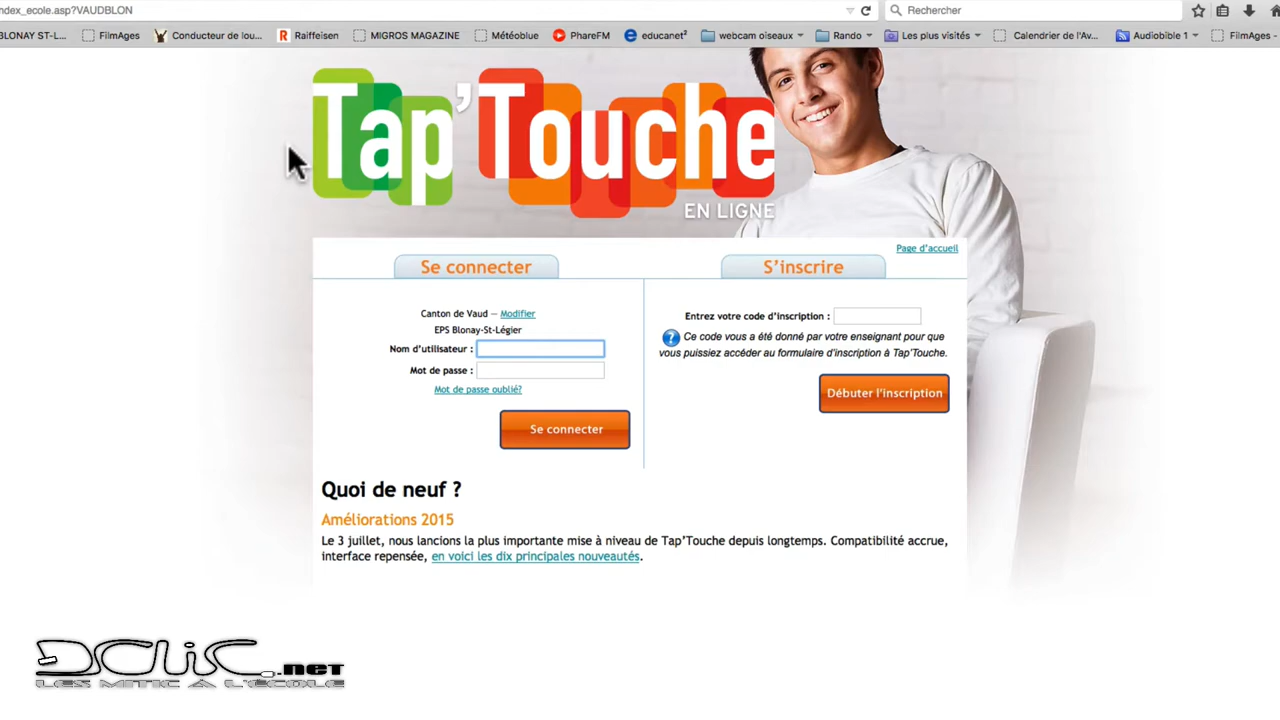 ndex_ecole.asp?VAUDBLON
Rechercher
BLONAY ST-L... FilmAges Conducteur de lou... Raiffeisen MIGROS MAGAZINE Météoblue PhareFM educanet² webcam oiseaux Rando Les plus visités Calendrier de l'Av... Audiobible 1 FilmAges -
Tap'Touche
EN LIGNE
Page d'accueil
Se connecter
S'inscrire
Canton de Vaud — Modifier
EPS Blonay-St-Légier
Nom d'utilisateur :
Mot de passe :
Mot de passe oublié?
Se connecter
Entrez votre code d'inscription :
Ce code vous a été donné par votre enseignant pour que
vous puissiez accéder au formulaire d'inscription à Tap'Touche.
Débuter l'inscription
Quoi de neuf ?
Améliorations 2015
Le 3 juillet, nous lancions la plus importante mise à niveau de Tap'Touche depuis longtemps. Compatibilité accrue,
interface repensée, en voici les dix principales nouveautés.
DCLIC.NET
LES MITIC À L'ÉCOLE